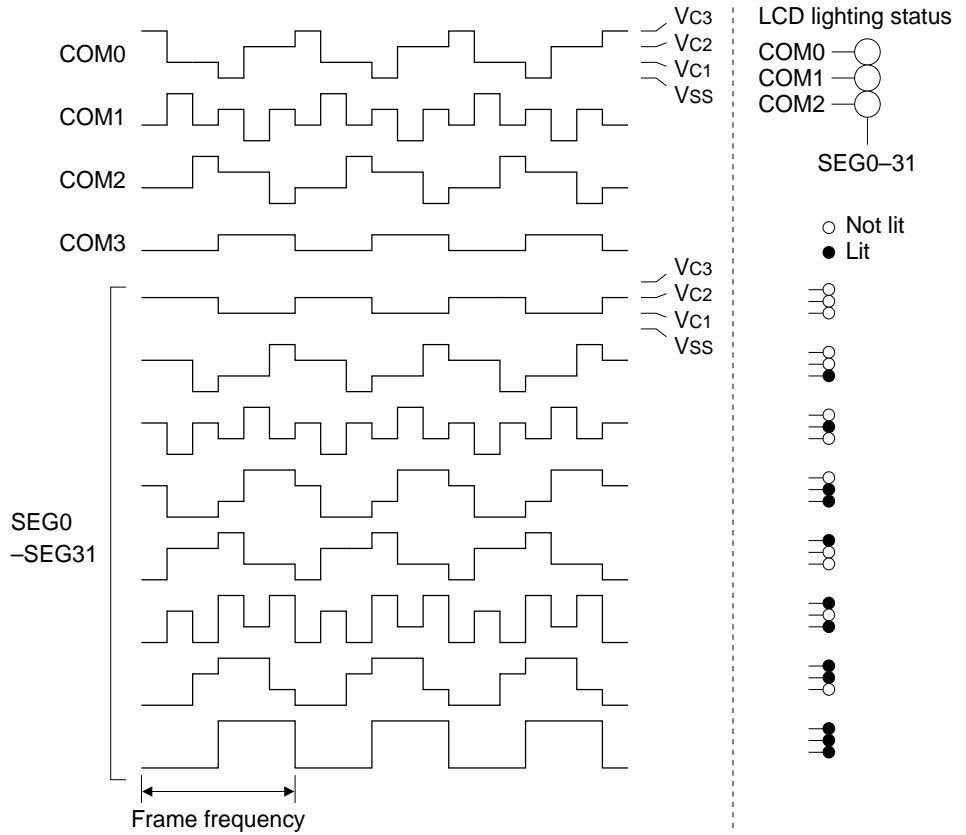 COM0
COM1
COM2
COM3
VC3
VC2
VC1
VSS
VC3
VC2
VC1
VSS
SEG0
–SEG31
Frame frequency
LCD lighting status
COM0
COM1
COM2
SEG0–31
Not lit
Lit